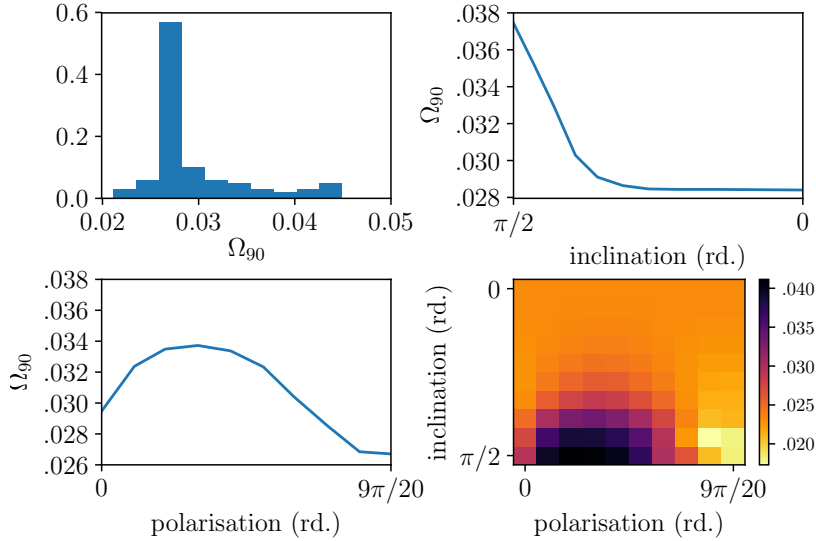 0.6
0.4
0.2
0.0
0.02 0.03 0.04 0.05
Ω90
.038
.036
.034
.032
.030
.028
Ω90
π/2 0
inclination (rd.)
.038
.036
.034
.032
.030
.028
.026
Ω90
0 9π/20
polarisation (rd.)
0
π/2
inclination (rd.)
0 9π/20
polarisation (rd.)
.040
.035
.030
.025
.020